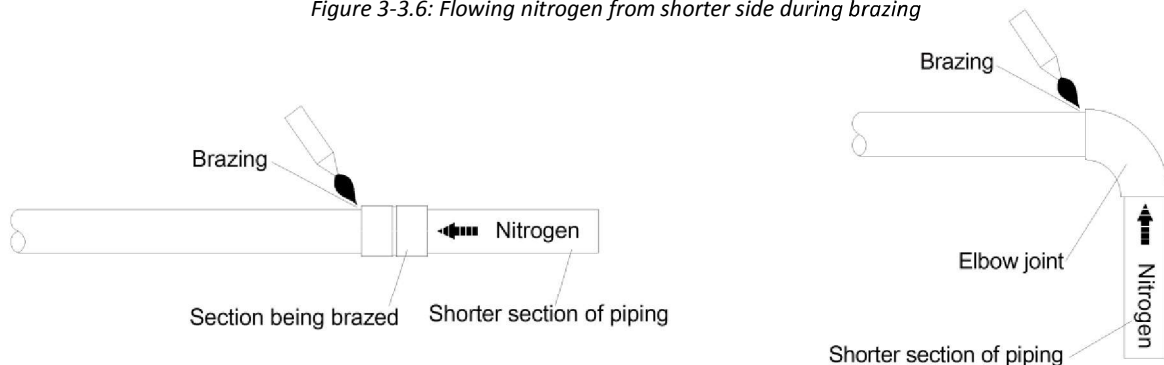 Figure 3-3.6: Flowing nitrogen from shorter side during brazing
Brazing
Nitrogen
Section being brazed
Shorter section of piping
Brazing
Elbow joint
Nitrogen
Shorter section of piping